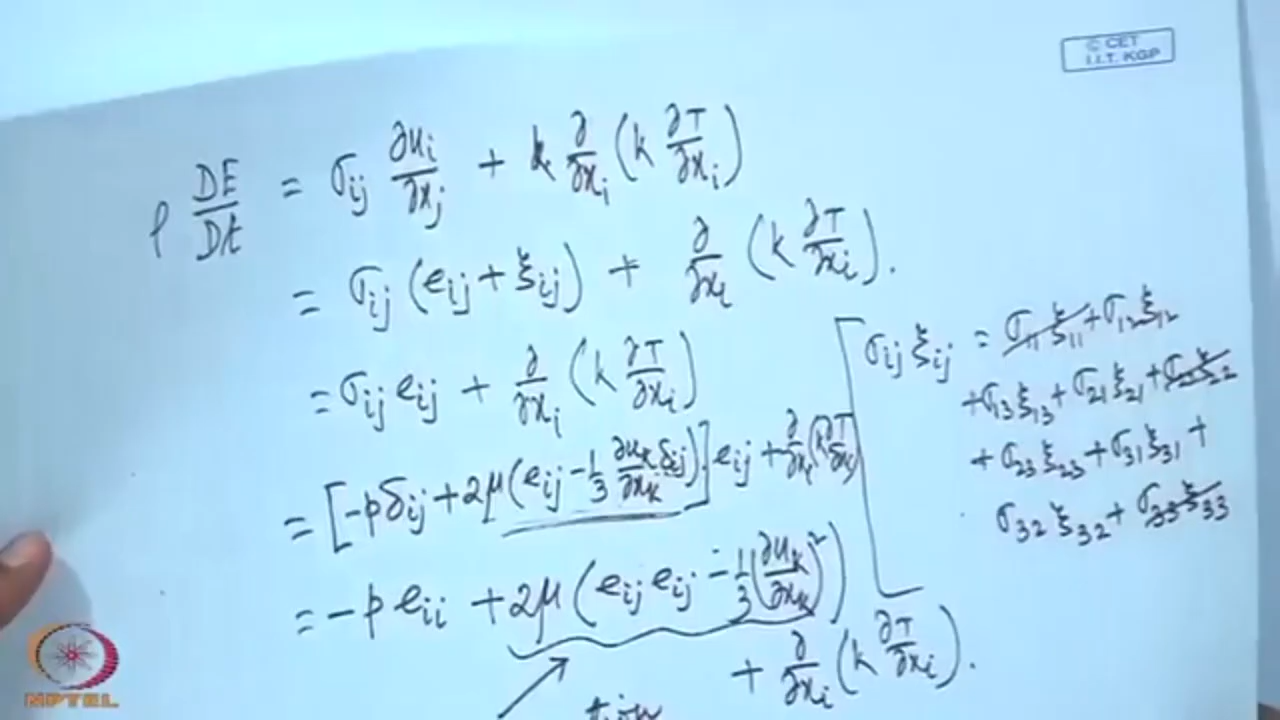 © CET
I.I.T. KGP
ρ DE/Dt = σij ∂ui/∂xj + ∂/∂xi (k ∂T/∂xi)
= σij (eij + ξij) + ∂/∂xi (k ∂T/∂xi).
= σij eij + ∂/∂xi (k ∂T/∂xi)
= [-pδij + 2μ(eij - 1/3 ∂uk/∂xk δij)] eij + ∂/∂xi (k ∂T/∂xi)
= -p eii + 2μ (eij eij - 1/3 (∂uk/∂xk)²)
+ ∂/∂xi (k ∂T/∂xi).
σij ξij = σ11 ξ11 + σ12 ξ12
+ σ13 ξ13 + σ21 ξ21 + σ22 ξ22
+ σ23 ξ23 + σ31 ξ31 +
σ32 ξ32 + σ33 ξ33
NPTEL